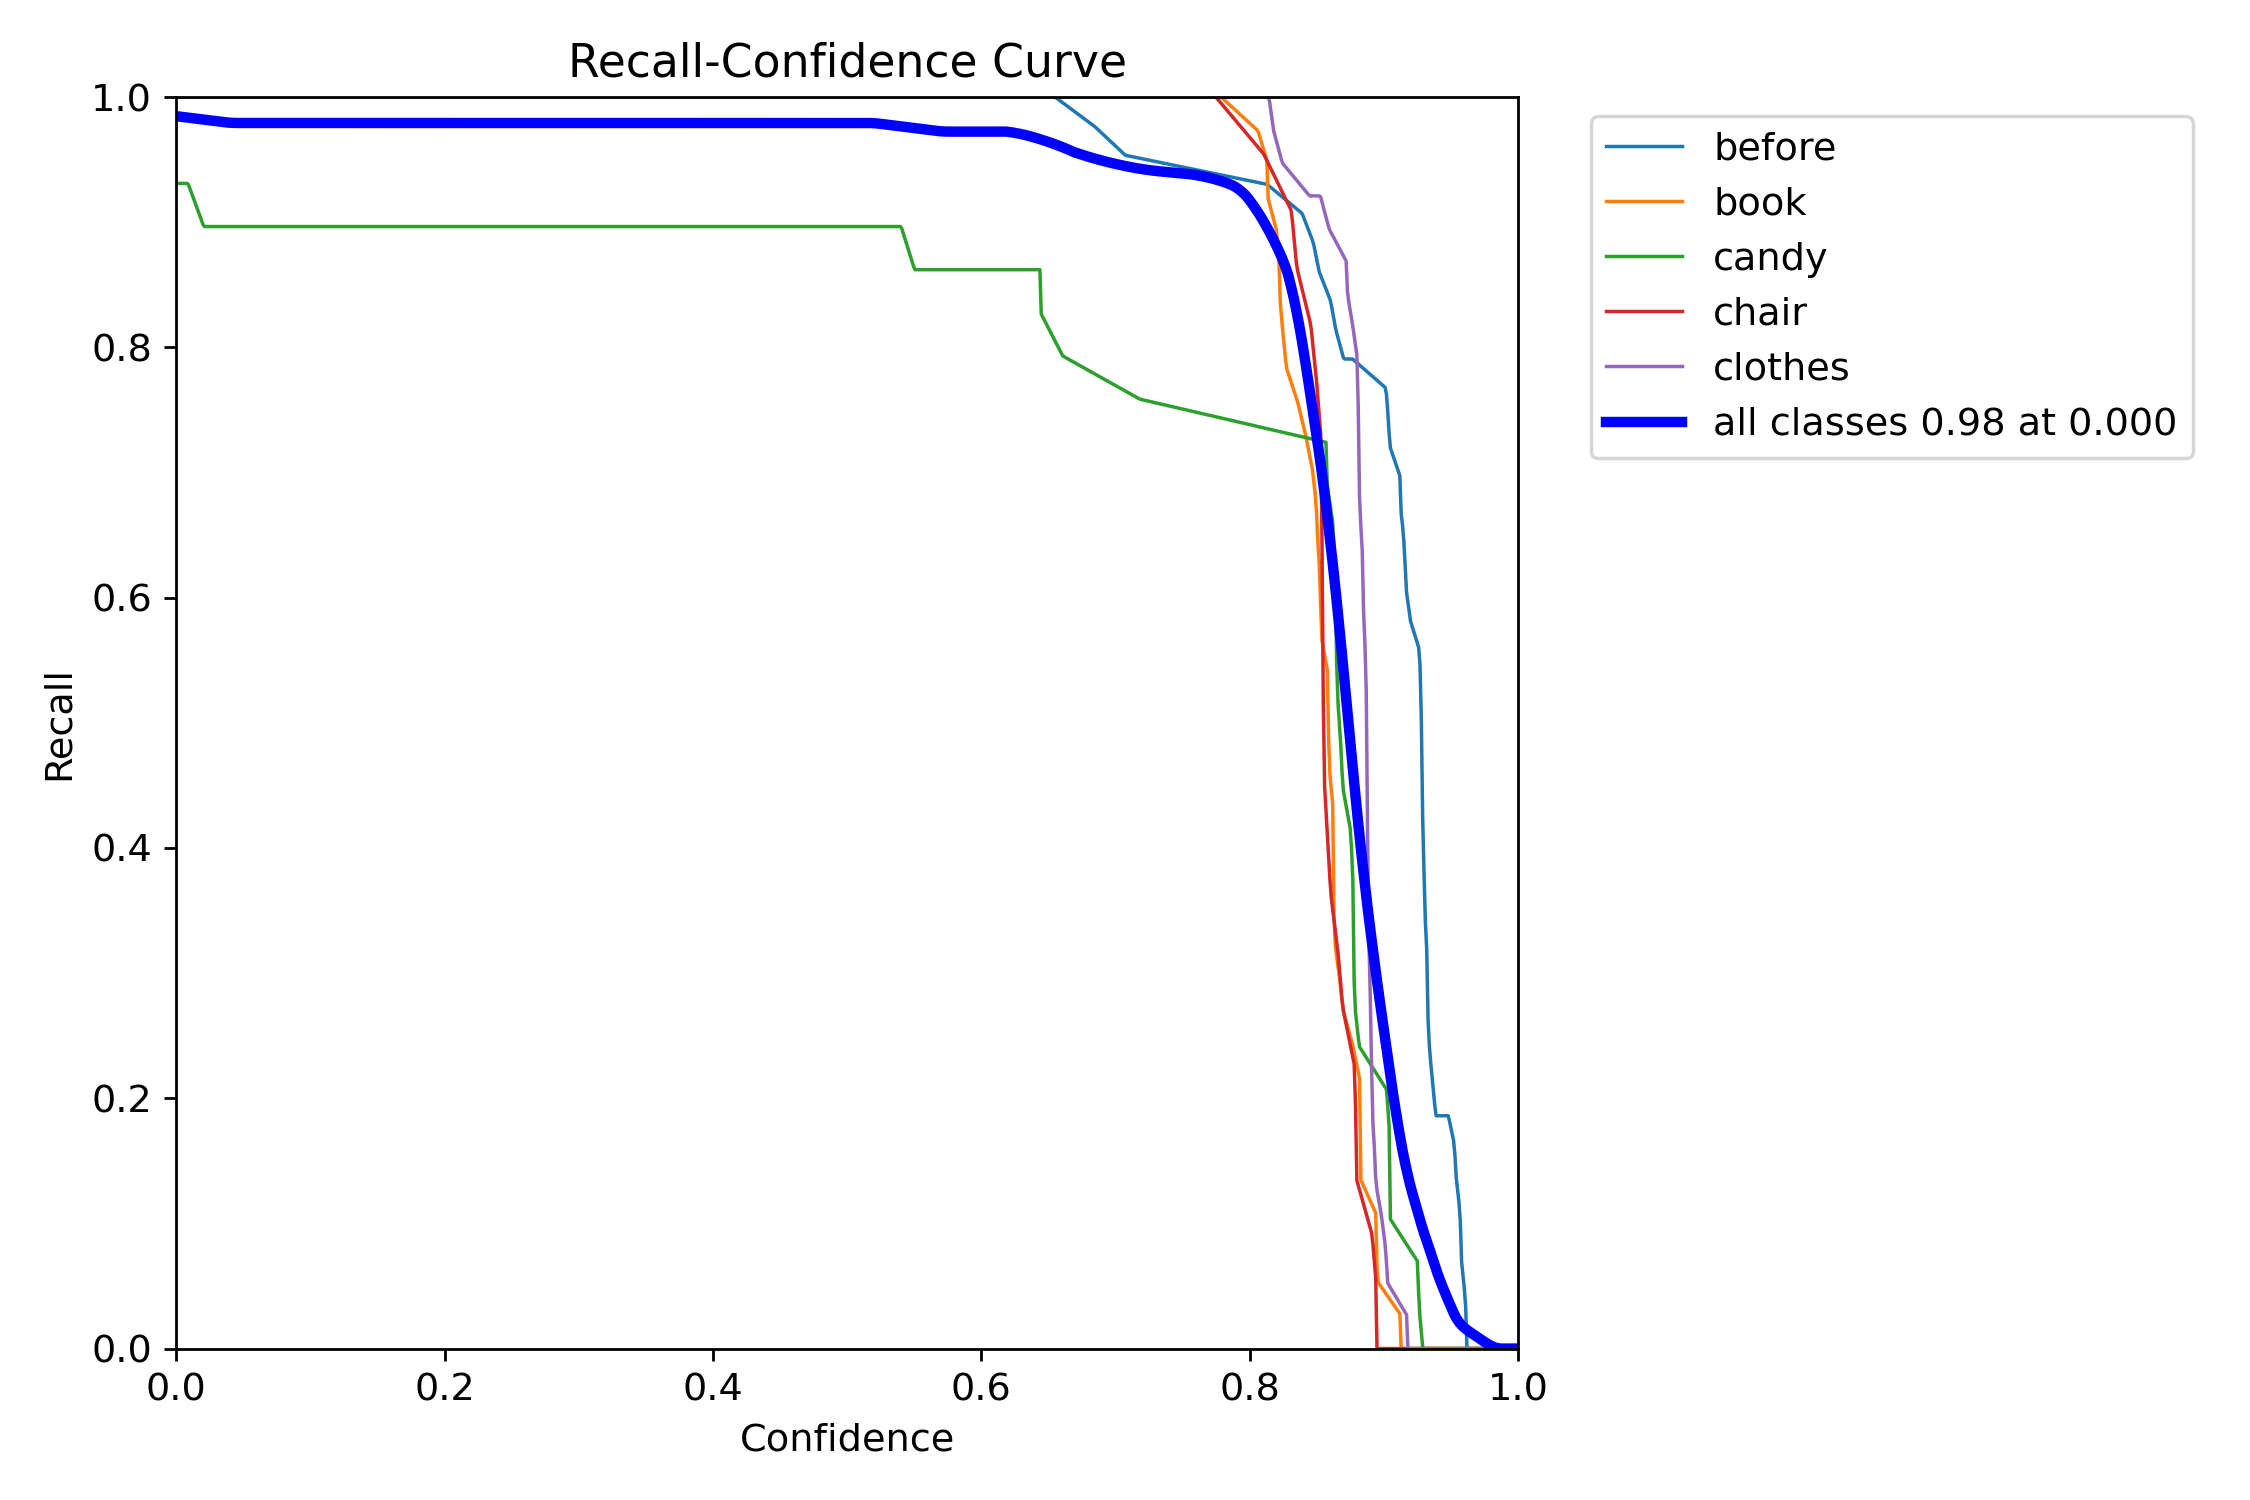 Recall-Confidence Curve
1.0
0.8
0.6
0.4
0.2
0.0
Recall
0.0 0.2 0.4 0.6 0.8 1.0
Confidence
before
book
candy
chair
clothes
all classes 0.98 at 0.000